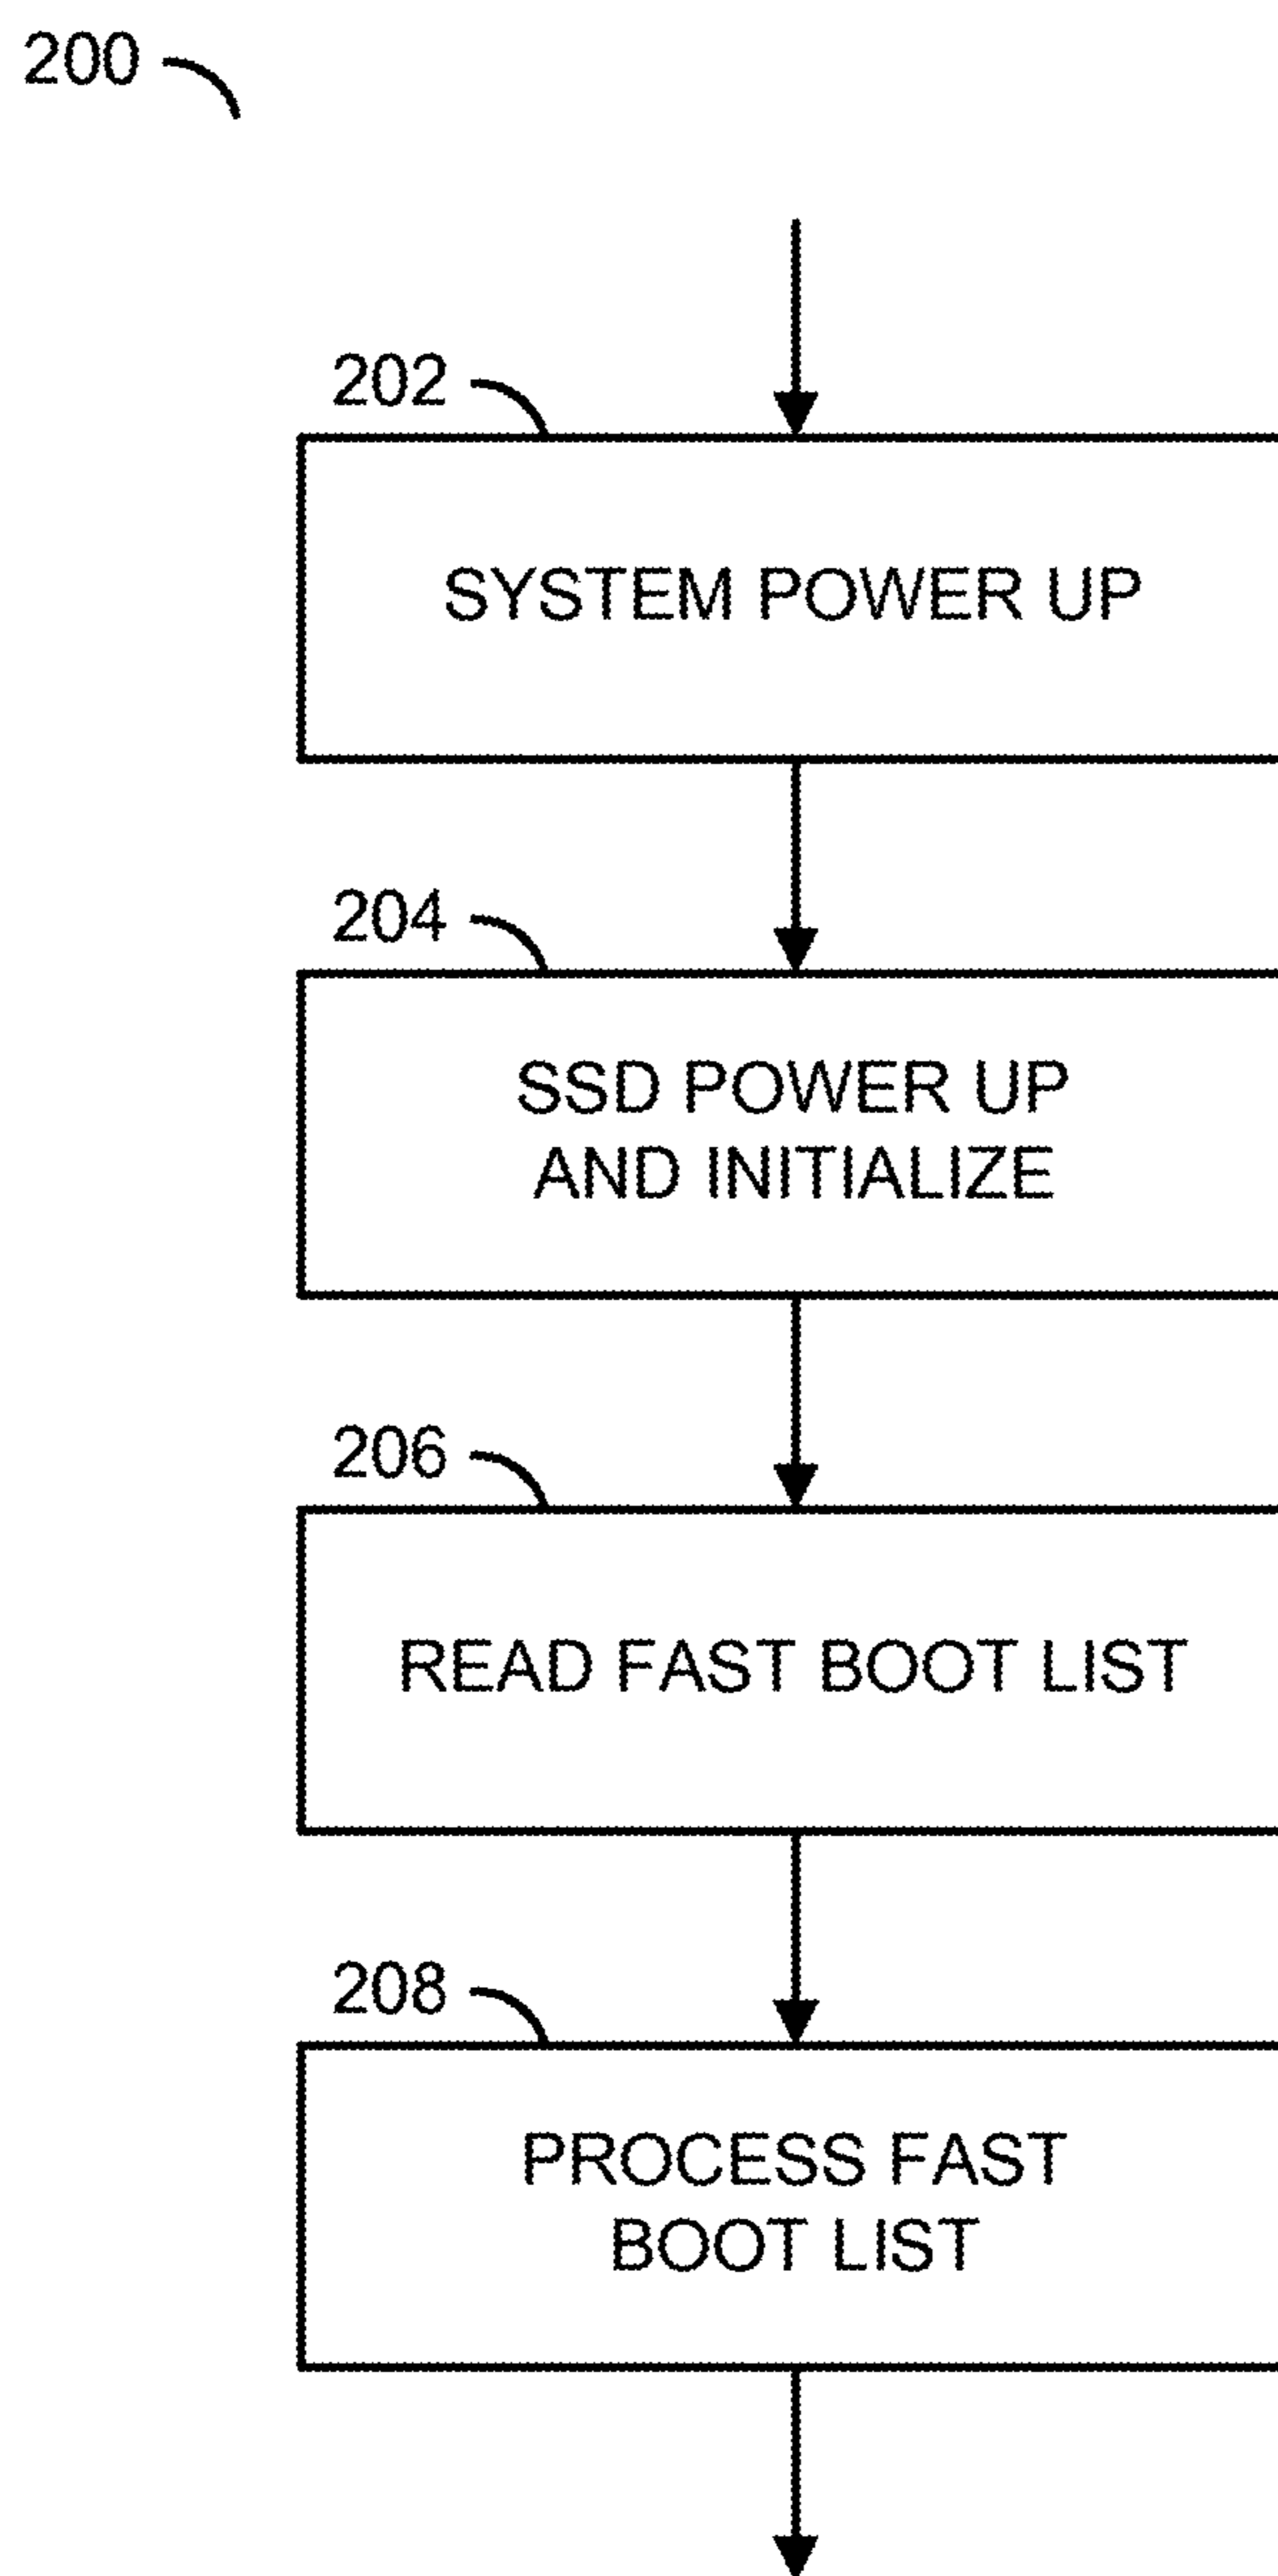 200
202
SYSTEM POWER UP
204
SSD POWER UP
AND INITIALIZE
206
READ FAST BOOT LIST
208
PROCESS FAST
BOOT LIST